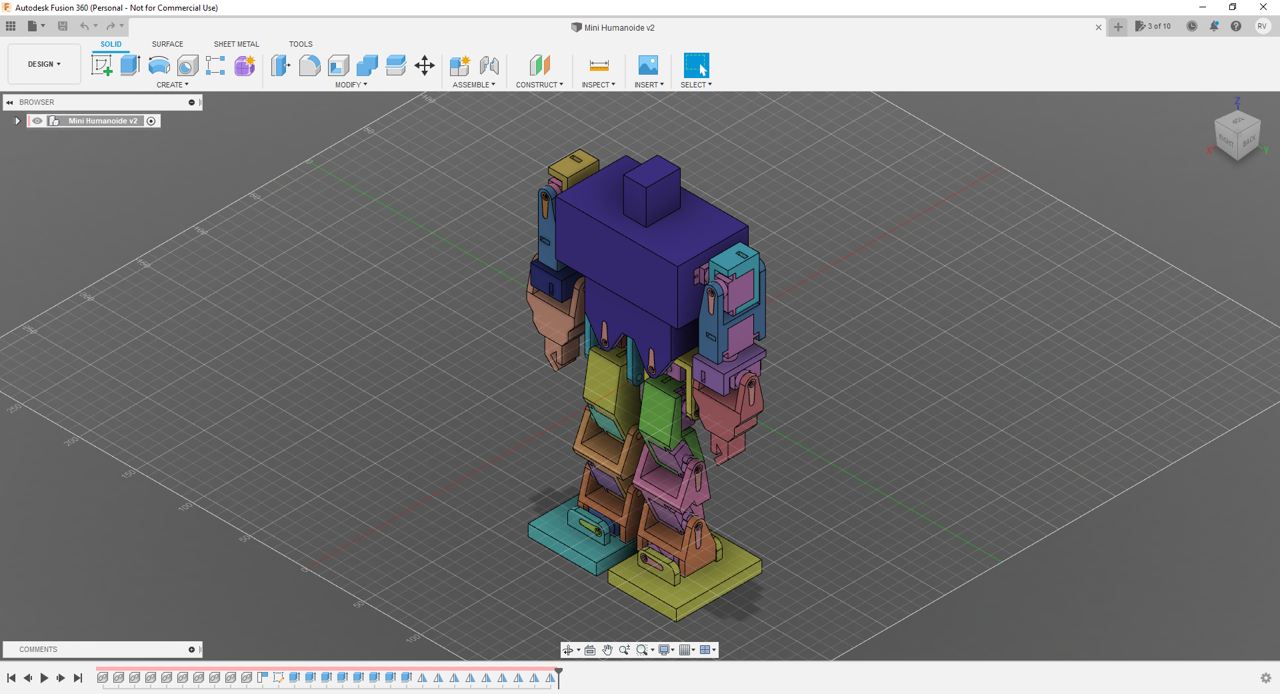 Autodesk Fusion 360 (Personal - Not for Commercial Use)
Mini Humanoide v2
3 of 10
RV
SOLID SURFACE SHEET METAL TOOLS
DESIGN
CREATE MODIFY ASSEMBLE CONSTRUCT INSPECT INSERT SELECT
BROWSER
Mini Humanoide v2
Z
TOP
RIGHT BACK
X Y
COMMENTS